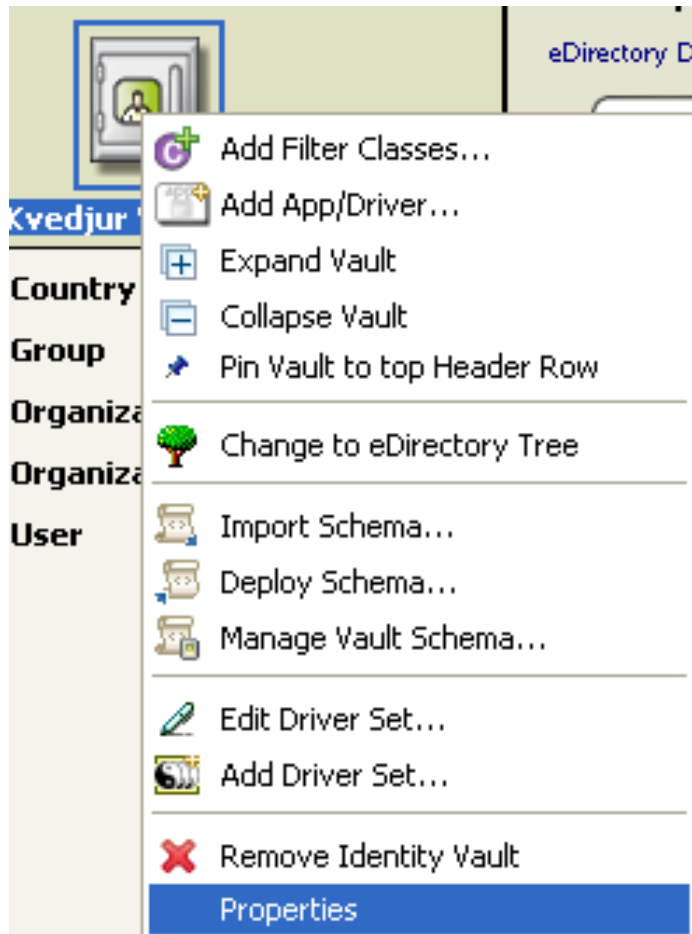 eDirectory D
Add Filter Classes...
Add App/Driver...
Kvedjur
Expand Vault
Country
Collapse Vault
Group
Pin Vault to top Header Row
Organiza
Change to eDirectory Tree
Organiza
User
Import Schema...
Deploy Schema...
Manage Vault Schema...
Edit Driver Set...
Add Driver Set...
Remove Identity Vault
Properties